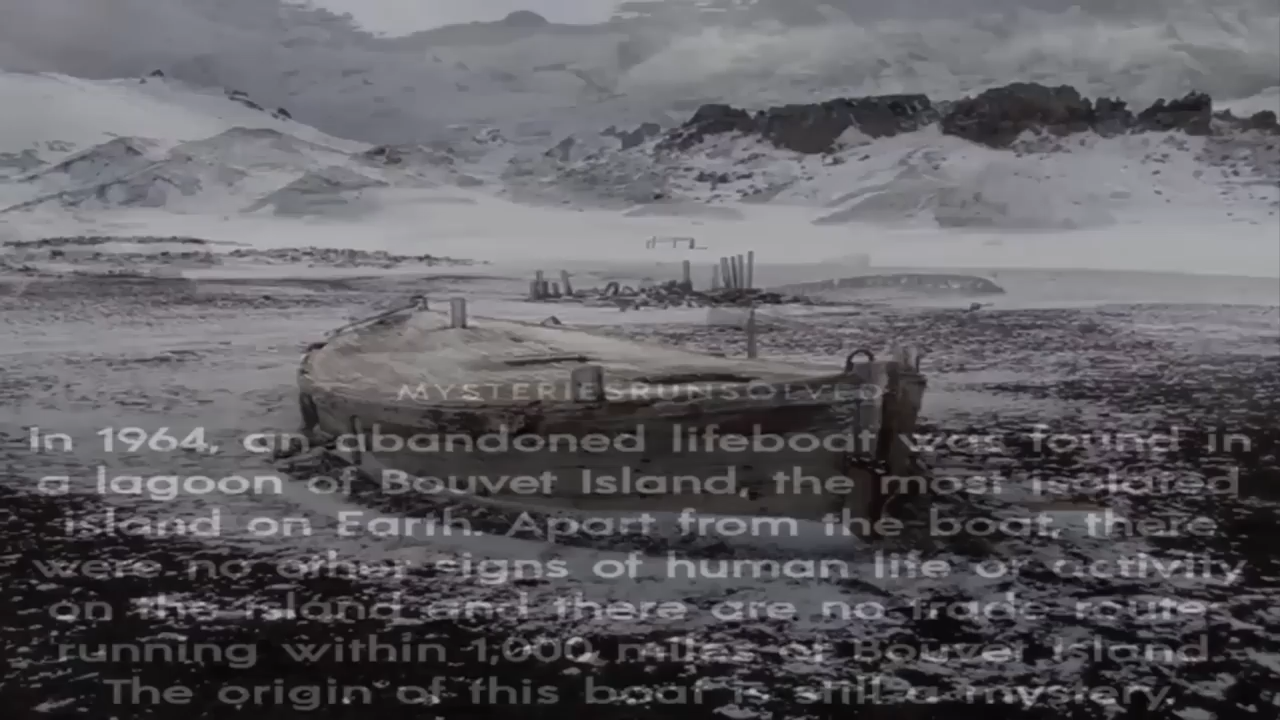 MYSTERIESRUNSOLVED
In 1964, an abandoned lifeboat was found in
a lagoon of Bouvet Island, the most isolated
island on Earth. Apart from the boat, there
were no other signs of human life or activity
on the island and there are no trade route
running within 1,000 miles of Bouvet Island.
The origin of this boat is still a mystery.